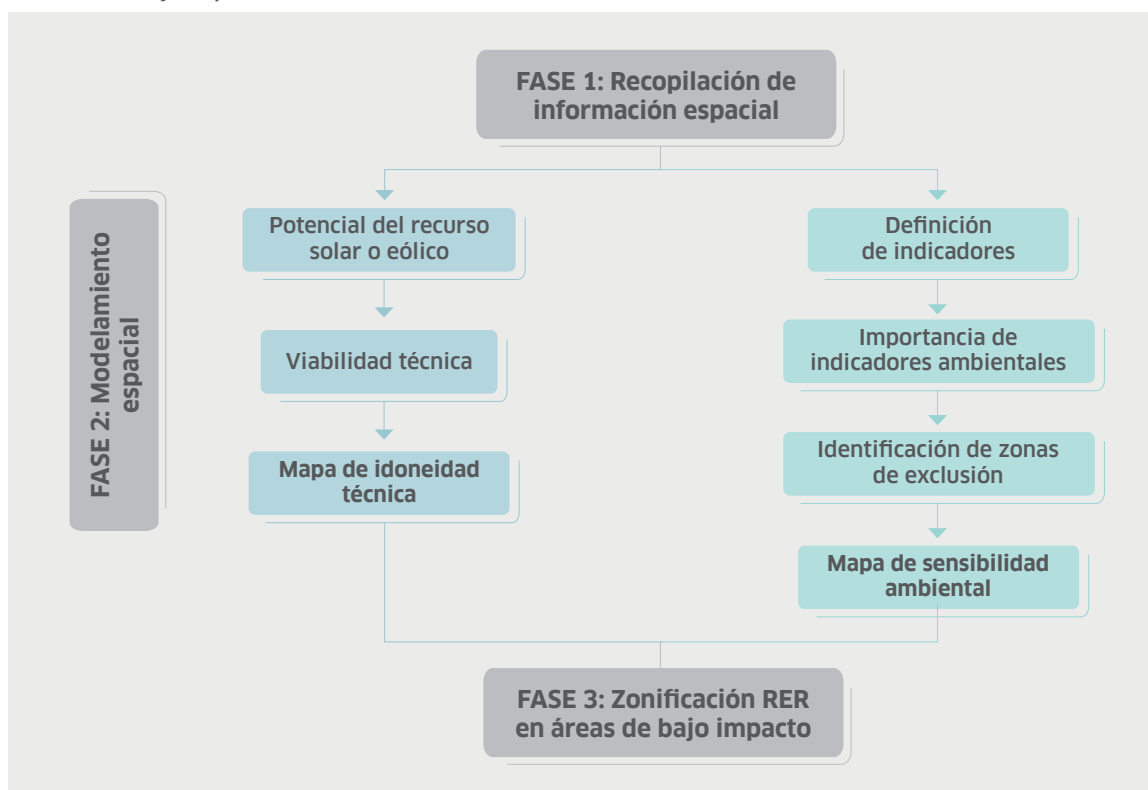 FASE 1: Recopilación de
información espacial
FASE 2: Modelamiento
espacial
Potencial del recurso
solar o eólico
Viabilidad técnica
Mapa de idoneidad
técnica
Definición
de indicadores
Importancia de
indicadores ambientales
Identificación de zonas
de exclusión
Mapa de sensibilidad
ambiental
FASE 3: Zonificación RER
en áreas de bajo impacto